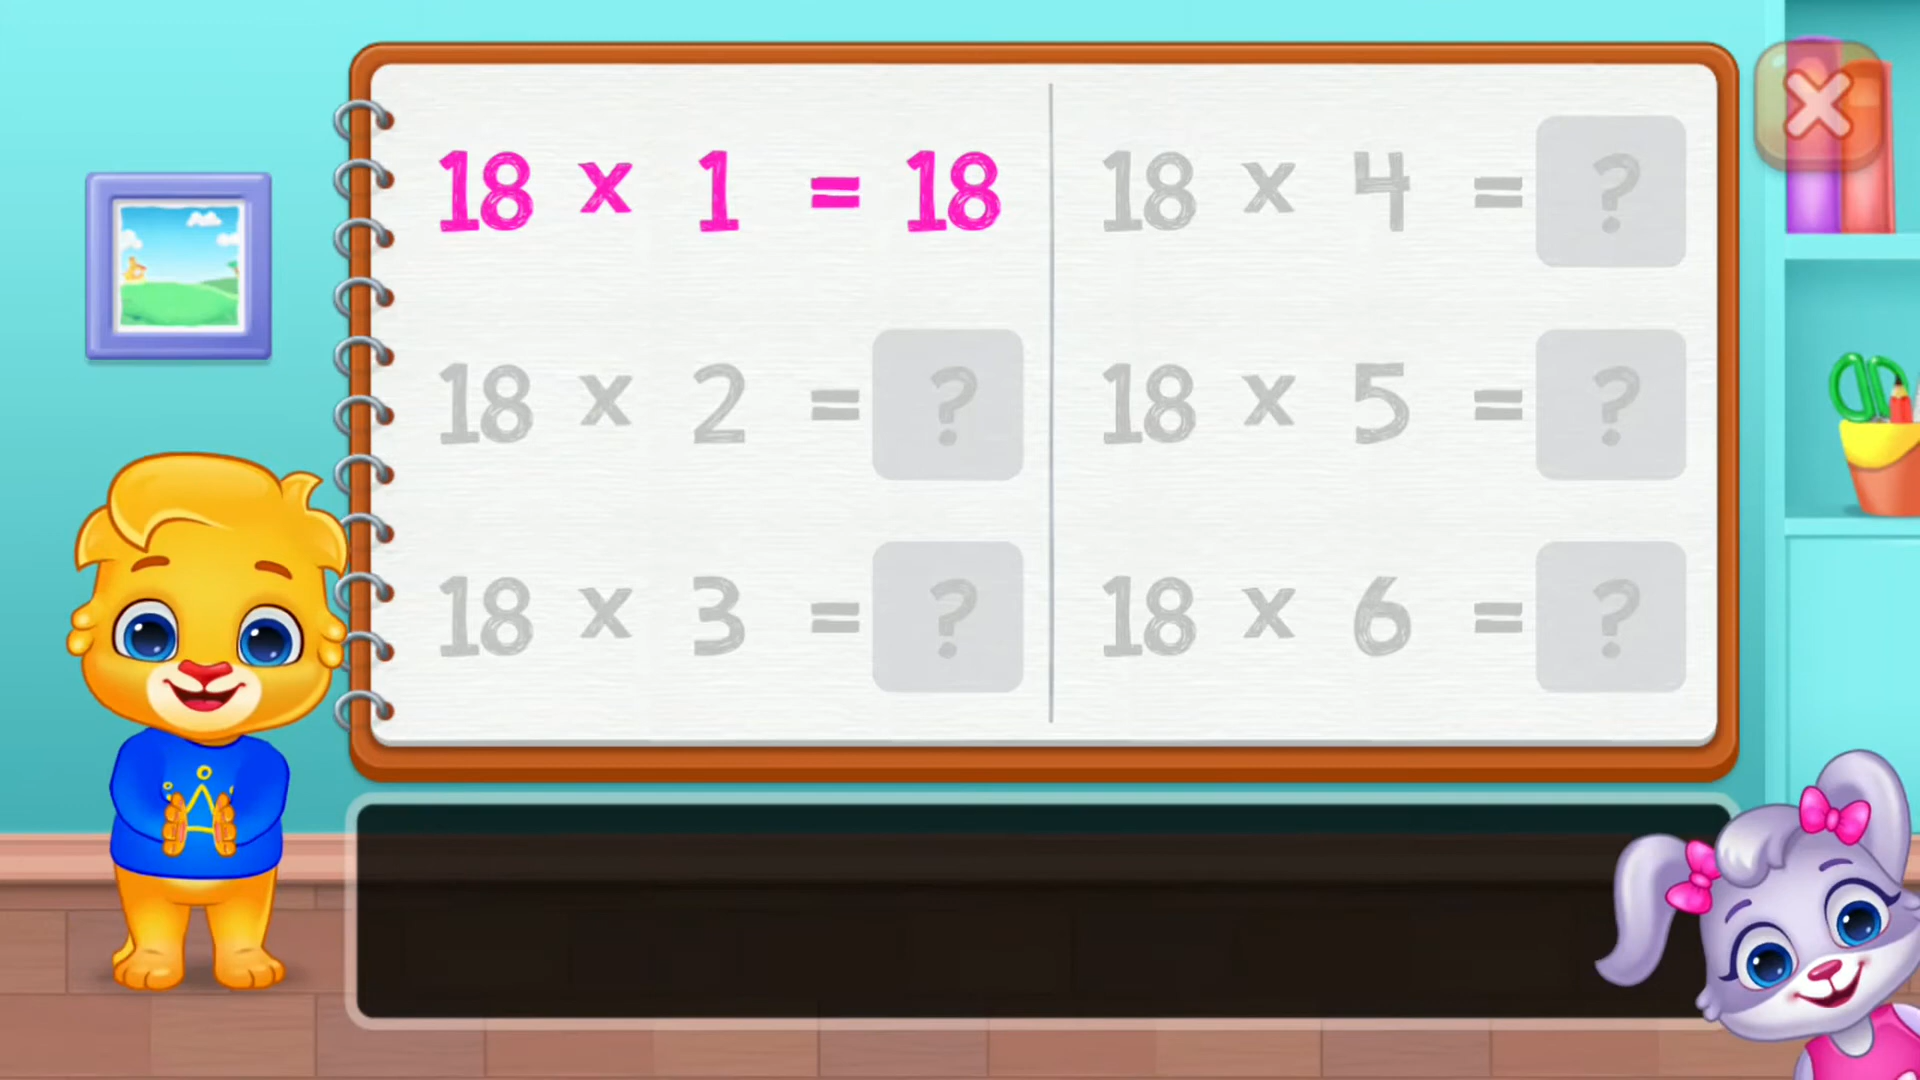 18 × 1 = 18
18 × 2 = ?
18 × 3 = ?
18 × 4 = ?
18 × 5 = ?
18 × 6 = ?